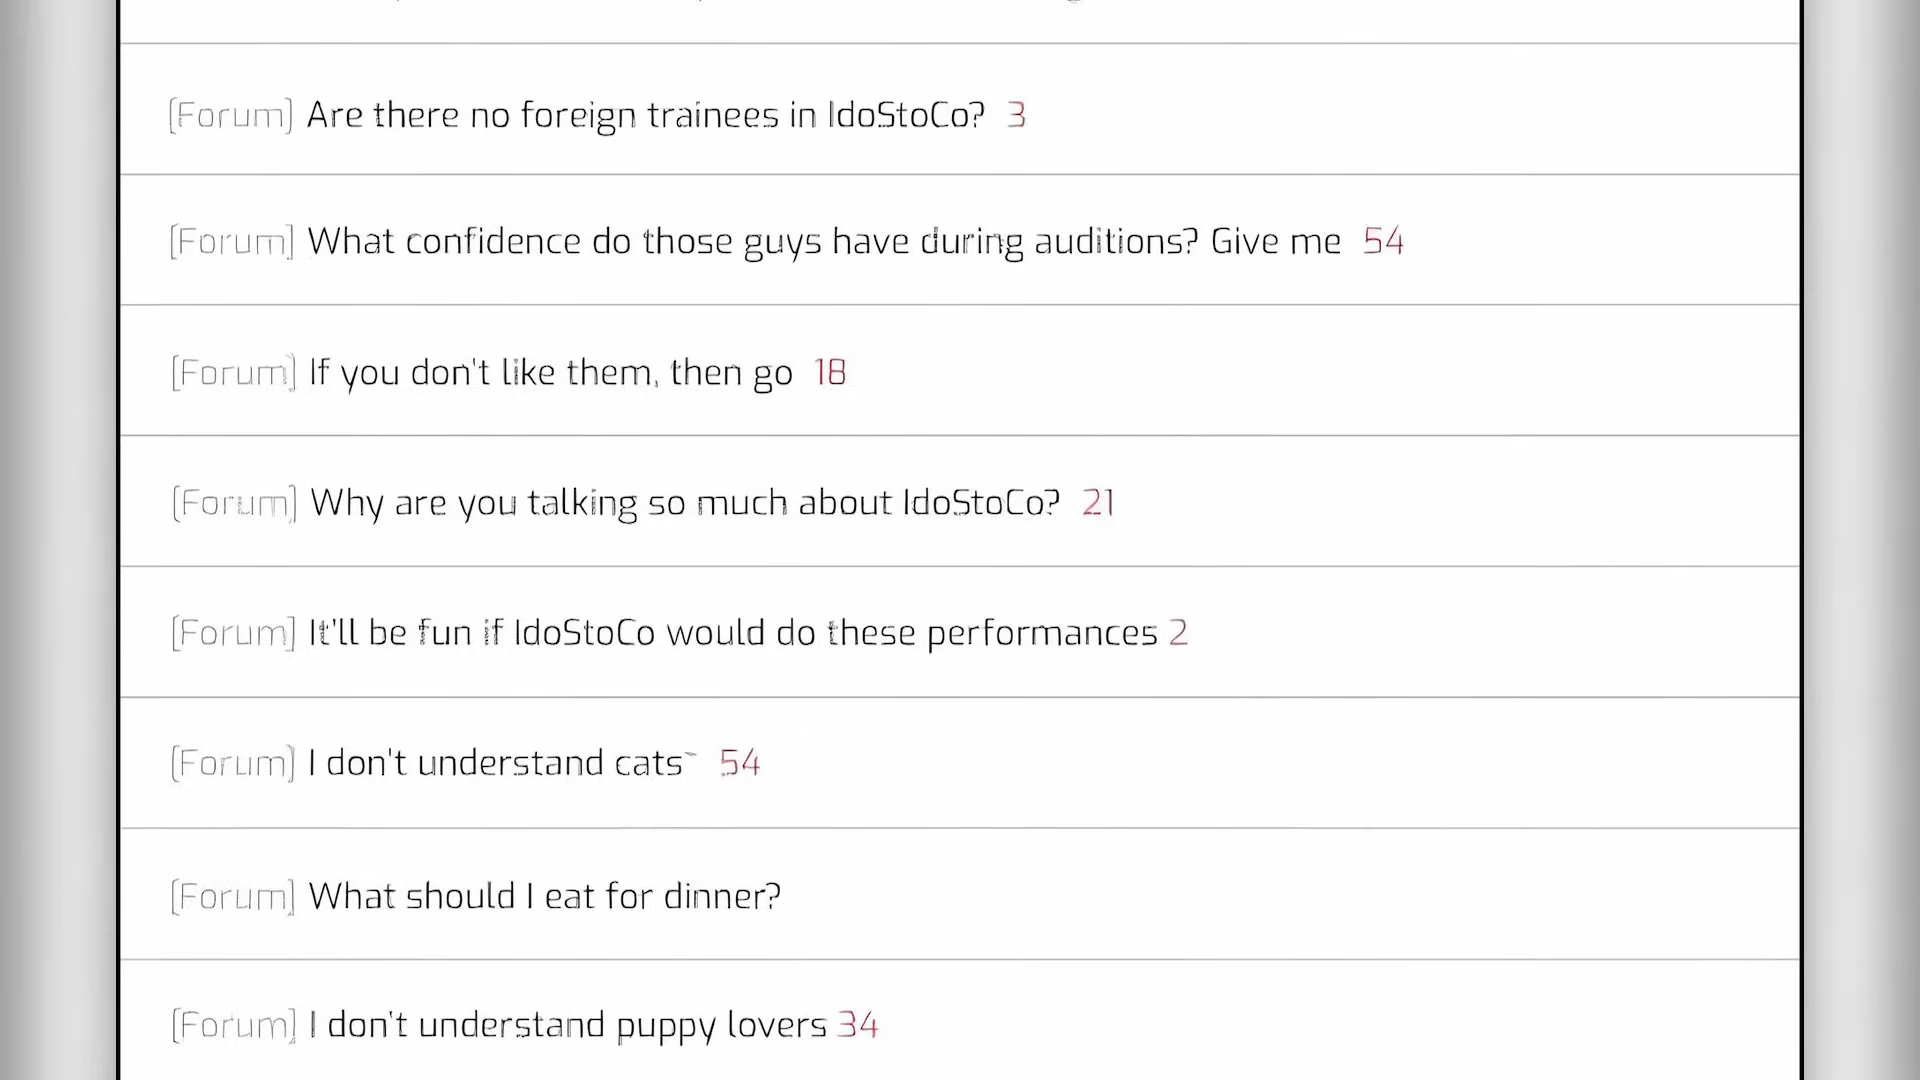 [Forum] Are there no foreign trainees in IdoStoCo? 3
[Forum] What confidence do those guys have during auditions? Give me 54
[Forum] If you don't like them, then go 18
[Forum] Why are you talking so much about IdoStoCo? 21
[Forum] It'll be fun if IdoStoCo would do these performances 2
[Forum] I don't understand cats~ 54
[Forum] What should I eat for dinner?
[Forum] I don't understand puppy lovers 34